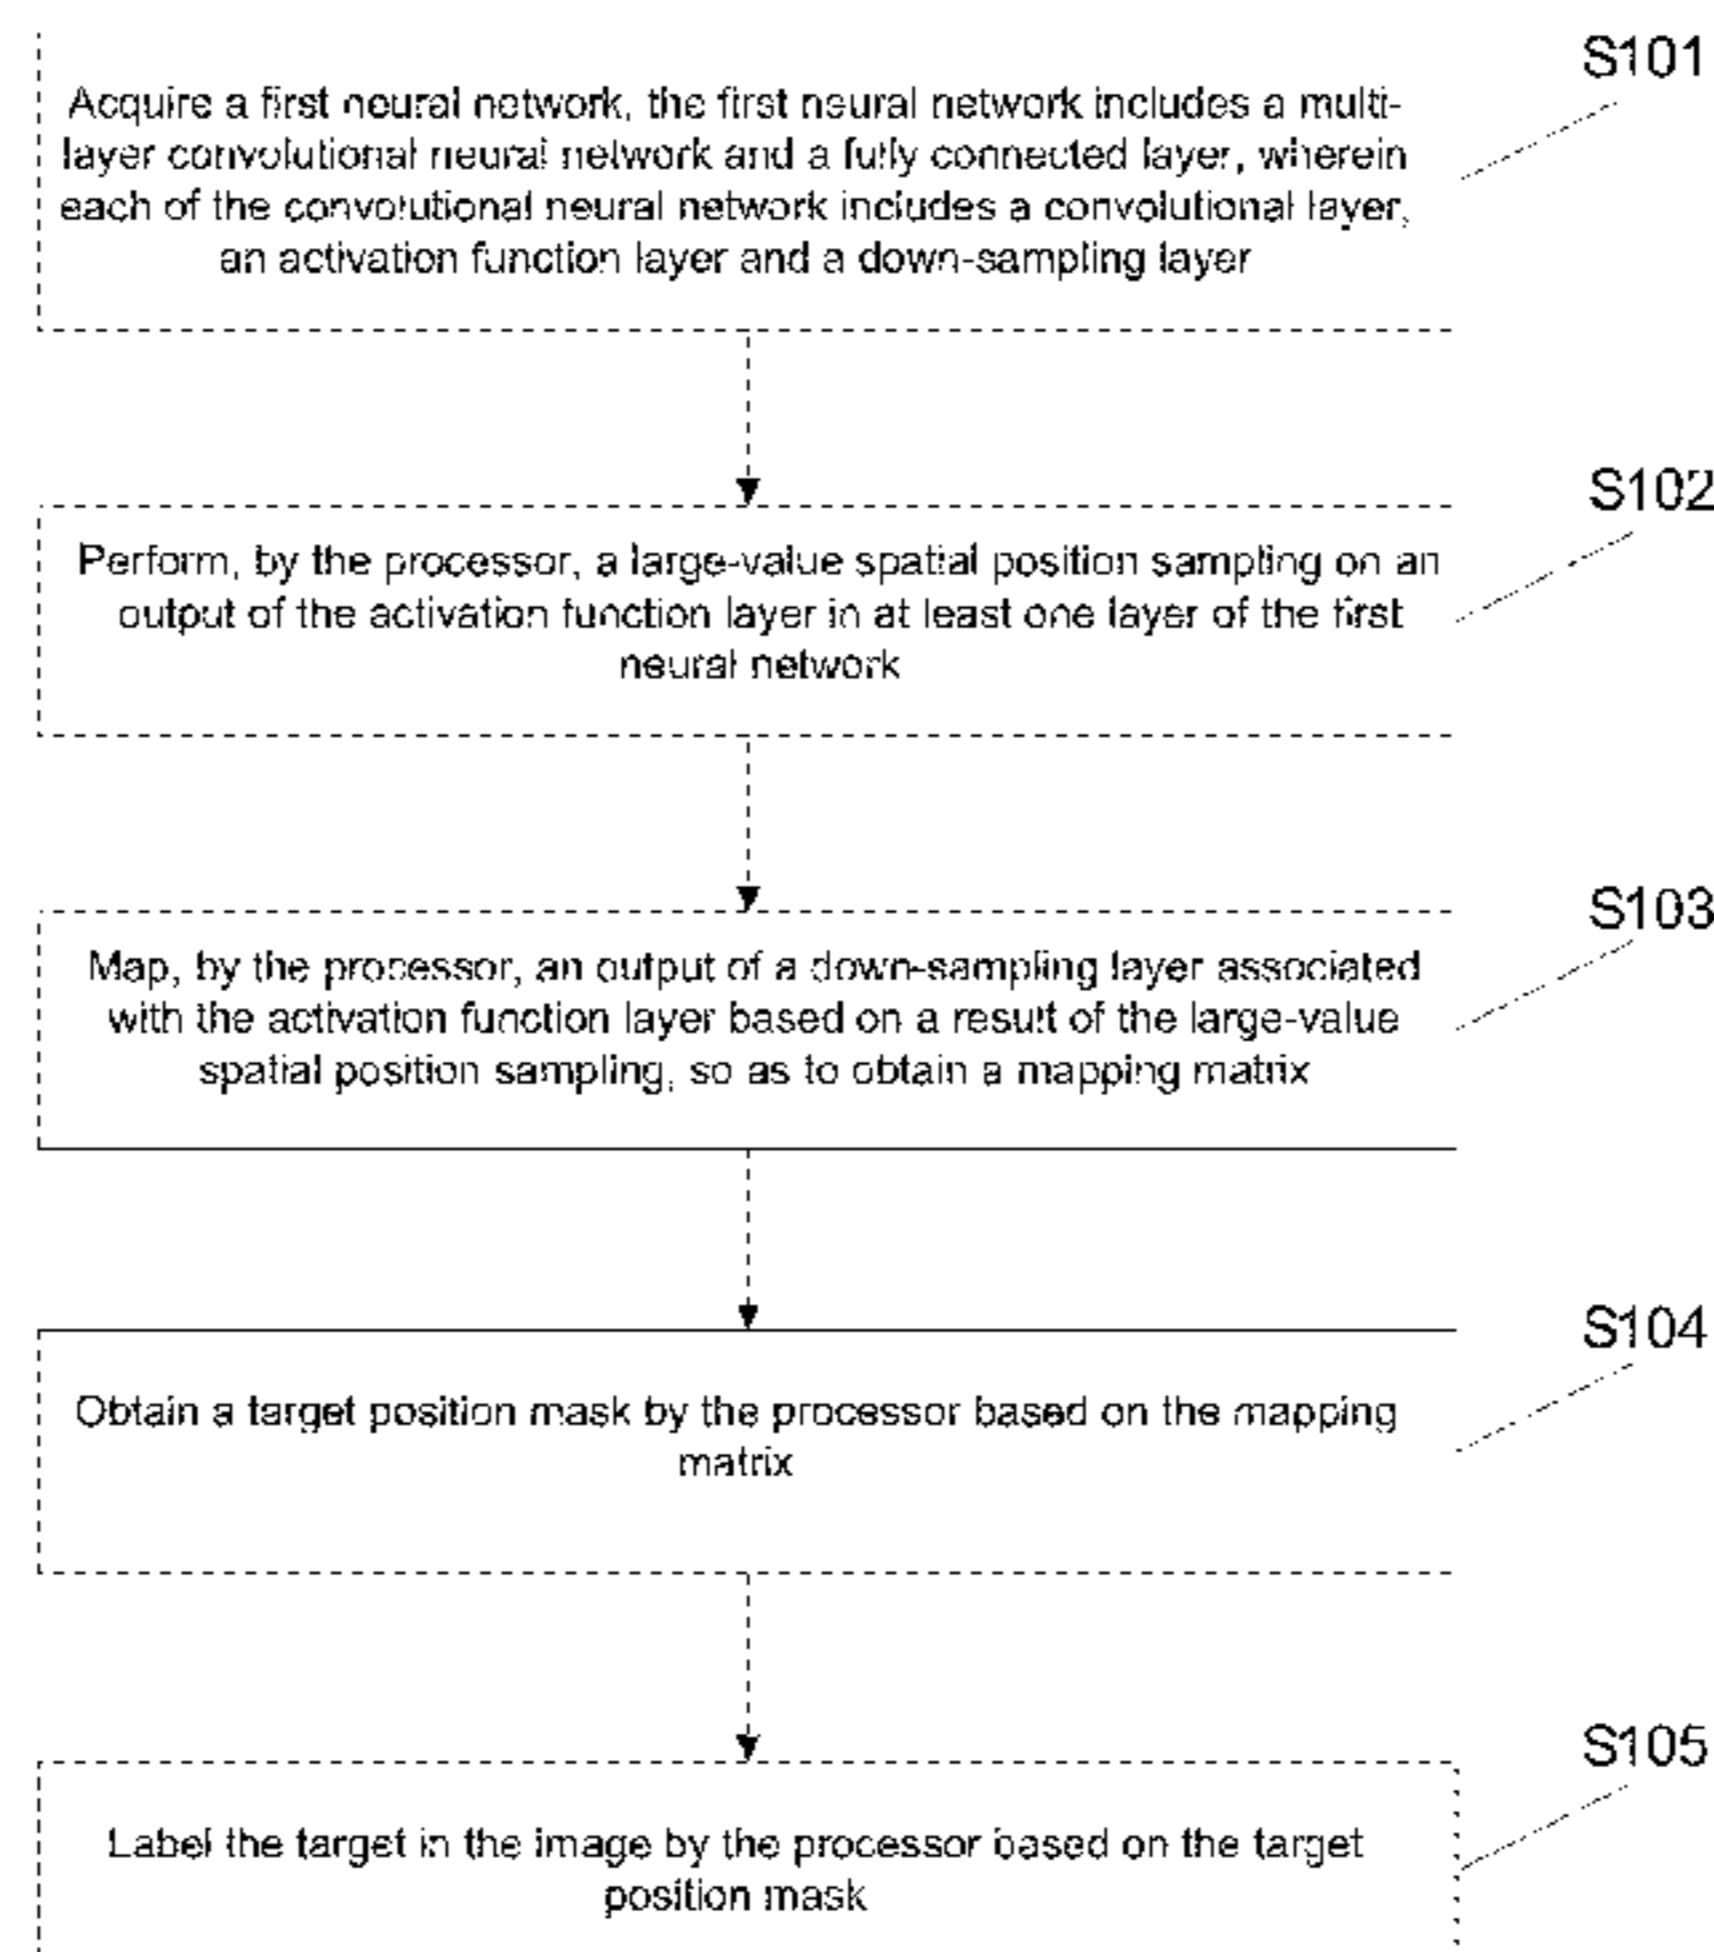 S101
Acquire a first neural network, the first neural network includes a multi-
layer convolutional neural network and a fully connected layer, wherein
each of the convolutional neural network includes a convolutional layer,
an activation function layer and a down-sampling layer
S102
Perform, by the processor, a large-value spatial position sampling on an
output of the activation function layer in at least one layer of the first
neural network
S103
Map, by the processor, an output of a down-sampling layer associated
with the activation function layer based on a result of the large-value
spatial position sampling, so as to obtain a mapping matrix
S104
Obtain a target position mask by the processor based on the mapping
matrix
S105
Label the target in the image by the processor based on the target
position mask